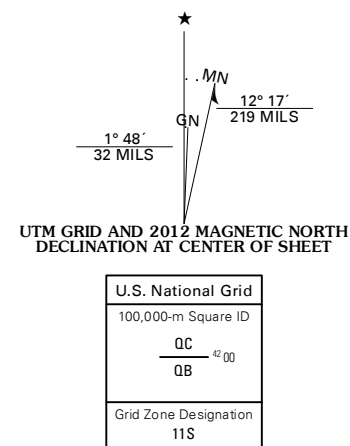 ★
MN
GN
12° 17´
219 MILS
1° 48´
32 MILS
UTM GRID AND 2012 MAGNETIC NORTH
DECLINATION AT CENTER OF SHEET
U.S. National Grid
100,000-m Square ID
QC
42 00
QB
Grid Zone Designation
11S